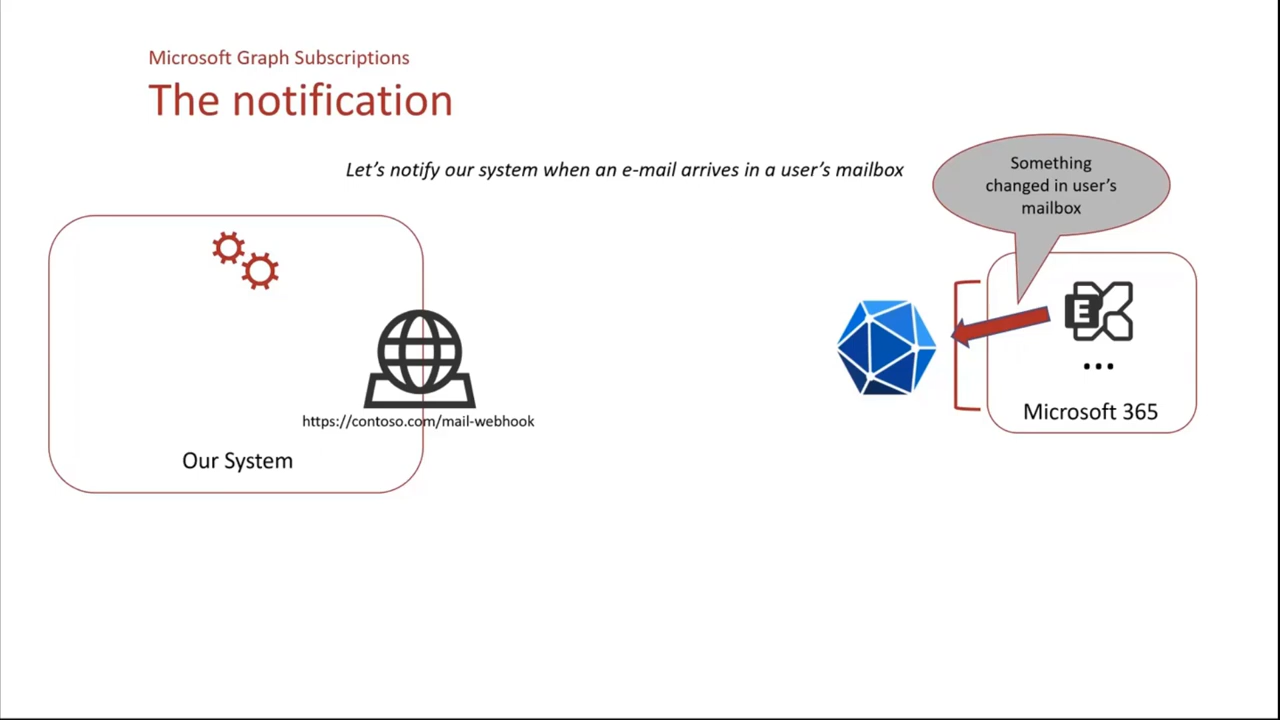 Microsoft Graph Subscriptions
The notification
Let’s notify our system when an e-mail arrives in a user’s mailbox
Something
changed in user’s
mailbox
E
https://contoso.com/mail-webhook
Our System
...
Microsoft 365